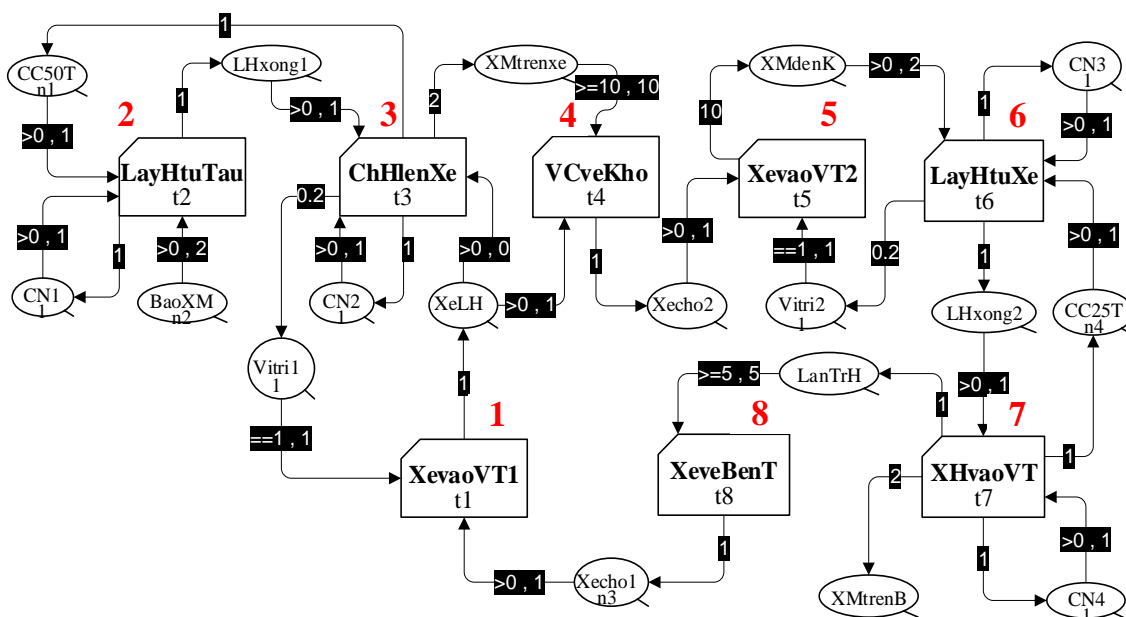 1
CC50T
n1
>0 , 1
2
1
LHxong1
>0 , 1
LayHtuTau
t2
>0 , 1
1
>0 , 2
CN1
1
BaoXM
n2
3
2
XMtrenxe
>=10 , 10
ChHlenXe
t3
0.2
>0 , 1
1
>0 , 0
CN2
1
XeLH
>0 , 1
4
VCveKho
t4
1
Xecho2
>0 , 1
5
10
XMdenK
>0 , 2
XevaoVT2
t5
==1 , 1
Vitri2
1
6
1
CN3
1
>0 , 1
LayHtuXe
t6
0.2
1
>0 , 1
LHxong2
CC25T
n4
>0 , 1
Vitri1
1
==1 , 1
1
1
XevaoVT1
t1
>0 , 1
Xecho1
n3
8
>=5 , 5
LanTrH
XeveBenT
t8
1
7
1
1
XHvaoVT
t7
2
1
>0 , 1
XMtrenB
CN4
1